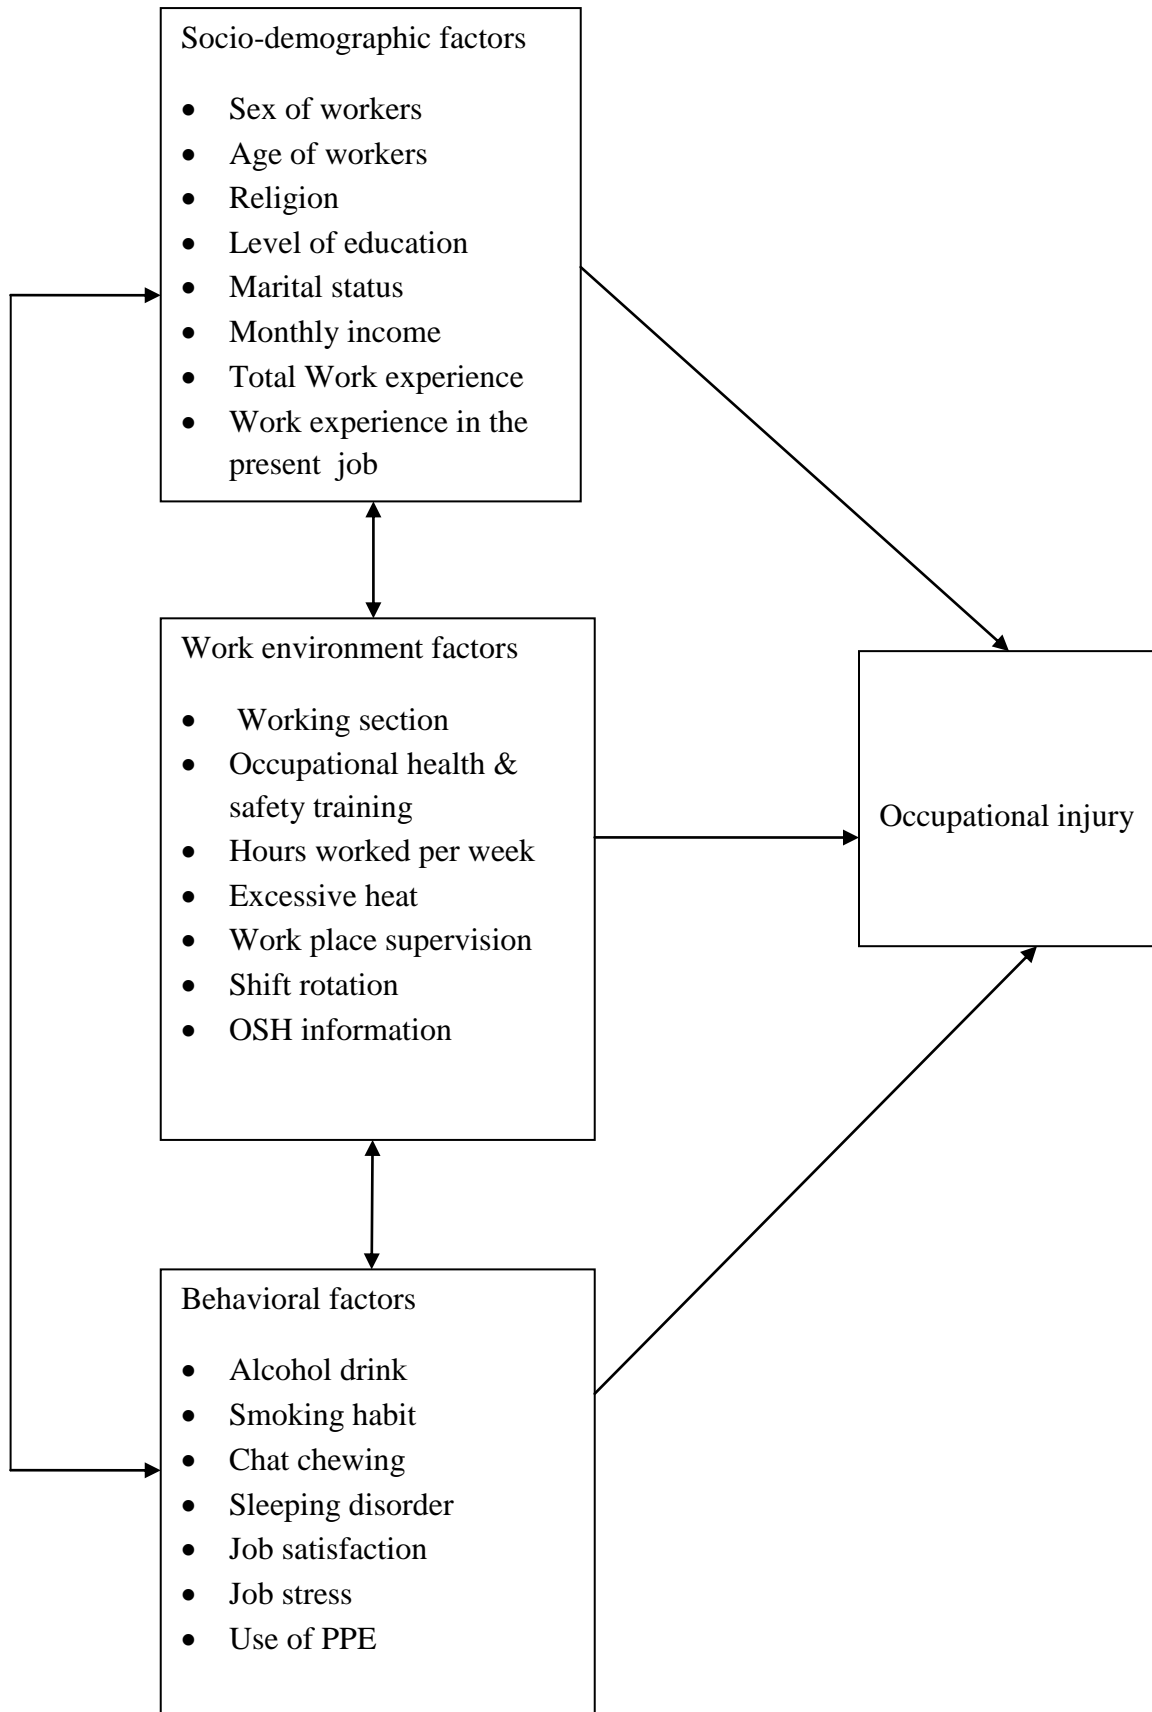 Socio-demographic factors
• Sex of workers
• Age of workers
• Religion
• Level of education
• Marital status
• Monthly income
• Total Work experience
• Work experience in the
present job
Work environment factors
• Working section
• Occupational health &
safety training
• Hours worked per week
• Excessive heat
• Work place supervision
• Shift rotation
• OSH information
Occupational injury
Behavioral factors
• Alcohol drink
• Smoking habit
• Chat chewing
• Sleeping disorder
• Job satisfaction
• Job stress
• Use of PPE